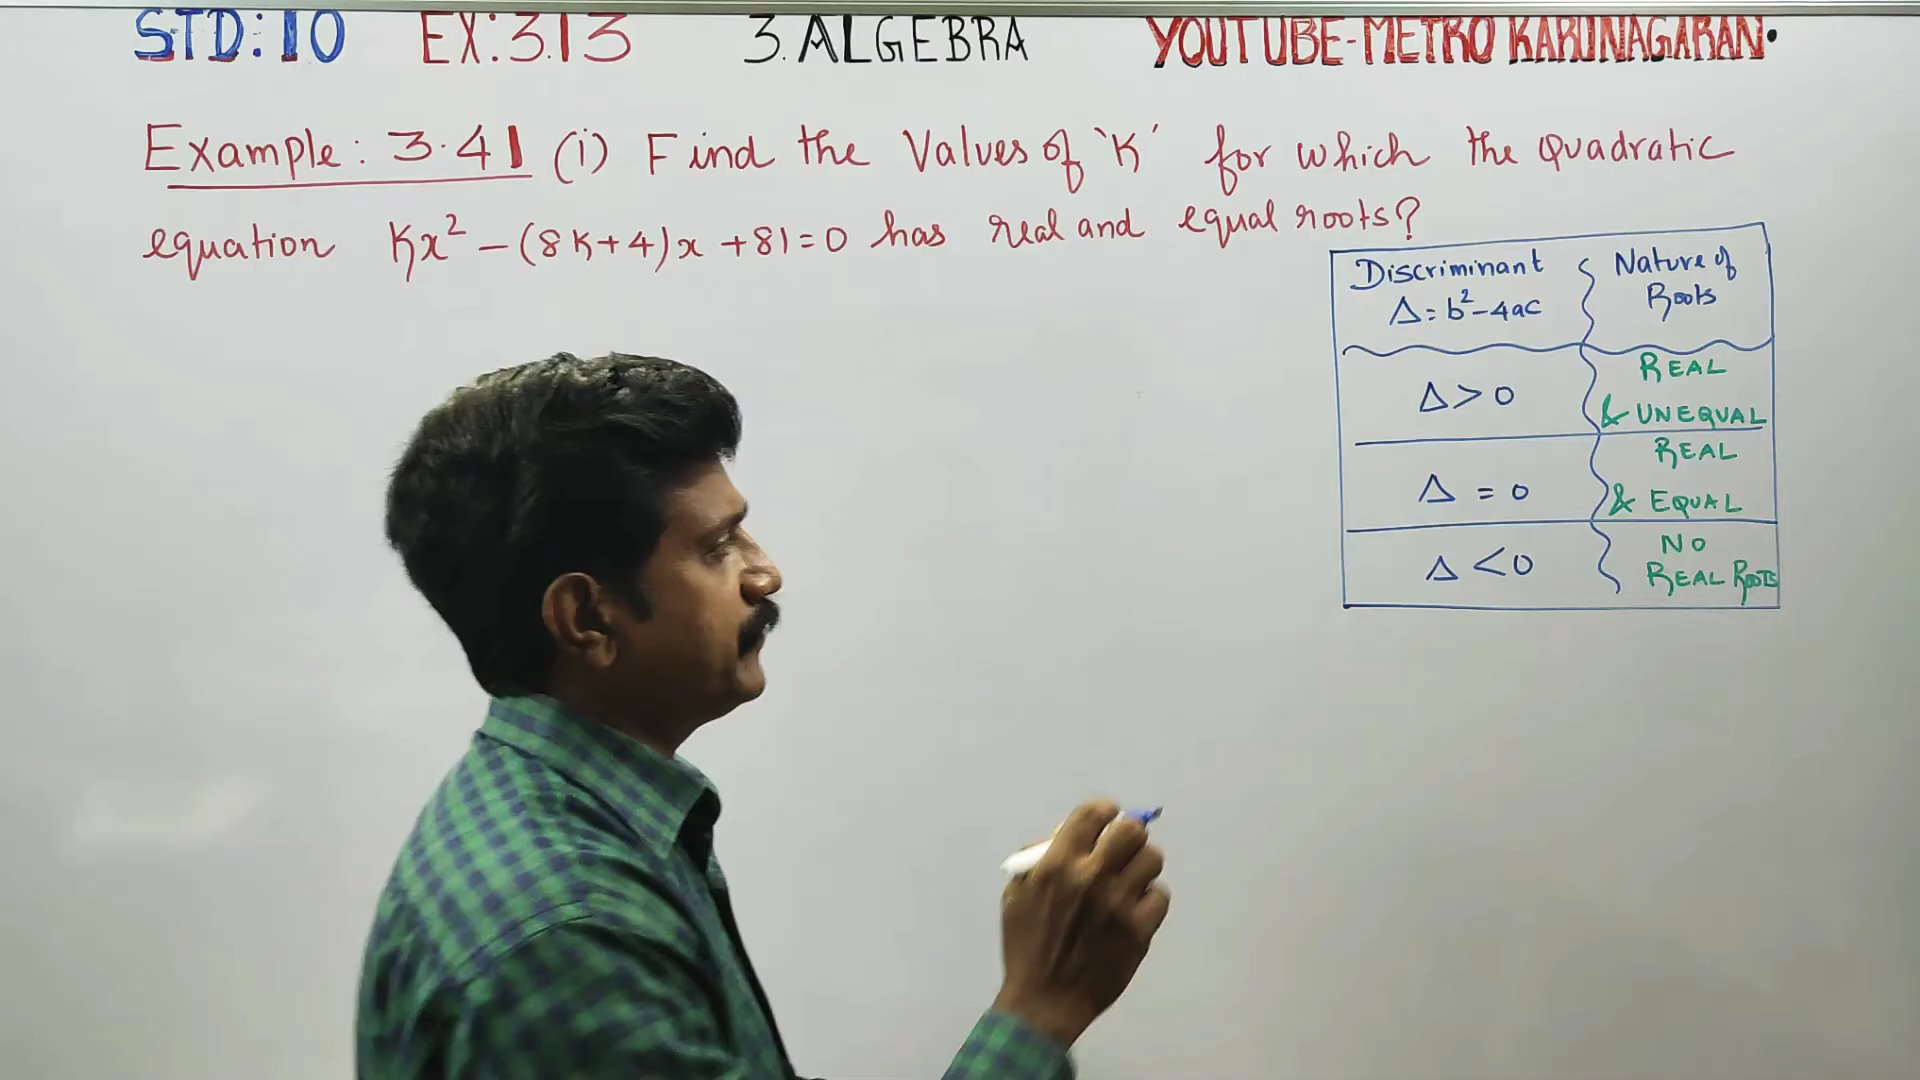 STD: 10 EX: 3.13 3. ALGEBRA YOUTUBE-METRO KARUNAGARAN.
Example: 3.41 (i) Find the Values of 'K' for which the Quadratic
equation Kx² - (8K+4)x + 81 = 0 has real and equal roots?
Discriminant Nature of
Δ = b² - 4ac Roots
Δ > 0 REAL
& UNEQUAL
Δ = 0 REAL
& EQUAL
Δ < 0 NO
REAL ROOTS